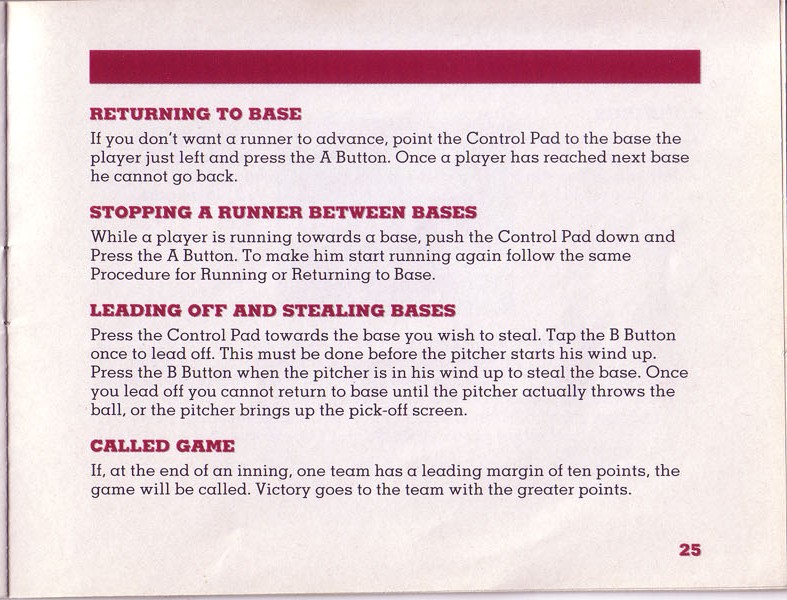 RETURNING TO BASE
If you don't want a runner to advance, point the Control Pad to the base the
player just left and press the A Button. Once a player has reached next base
he cannot go back.
STOPPING A RUNNER BETWEEN BASES
While a player is running towards a base, push the Control Pad down and
Press the A Button. To make him start running again follow the same
Procedure for Running or Returning to Base.
LEADING OFF AND STEALING BASES
Press the Control Pad towards the base you wish to steal. Tap the B Button
once to lead off. This must be done before the pitcher starts his wind up.
Press the B Button when the pitcher is in his wind up to steal the base. Once
you lead off you cannot return to base until the pitcher actually throws the
ball, or the pitcher brings up the pick-off screen.
CALLED GAME
If, at the end of an inning, one team has a leading margin of ten points, the
game will be called. Victory goes to the team with the greater points.
25